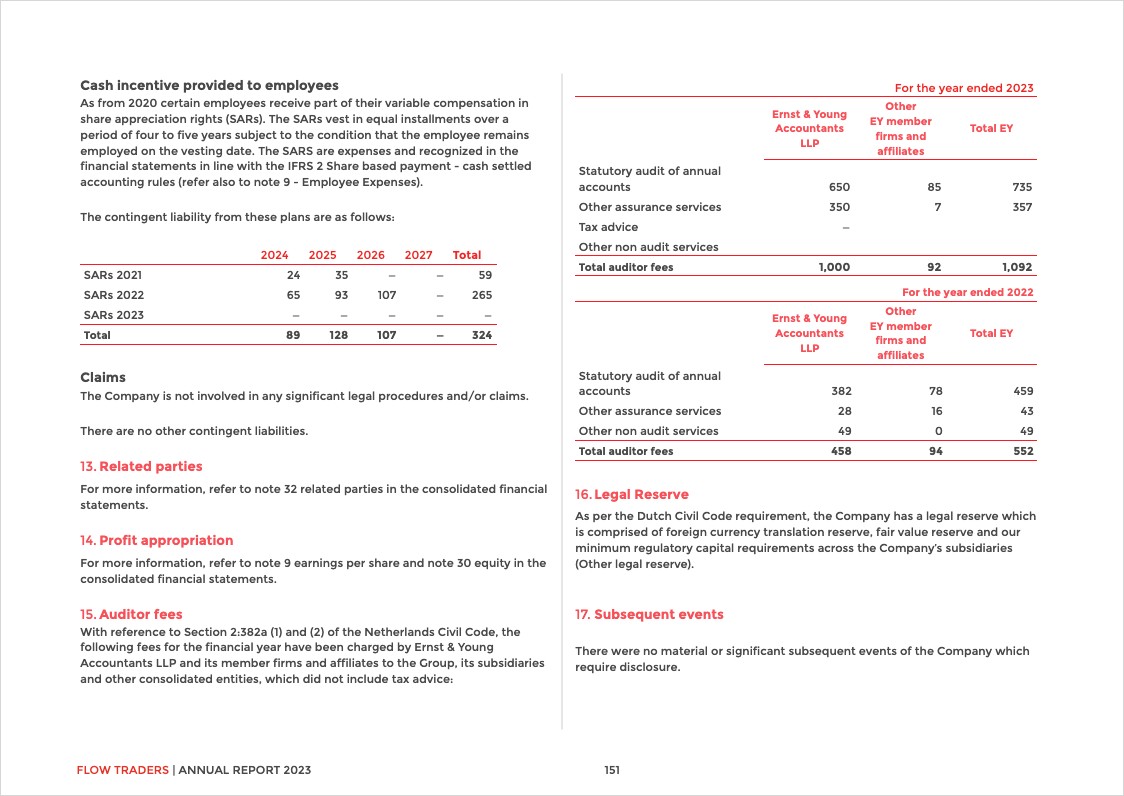 Cash incentive provided to employees
As from 2020 certain employees receive part of their variable compensation in
share appreciation rights (SARs). The SARs vest in equal installments over a
period of four to five years subject to the condition that the employee remains
employed on the vesting date. The SARS are expenses and recognized in the
financial statements in line with the IFRS 2 Share based payment - cash settled
accounting rules (refer also to note 9 - Employee Expenses).
The contingent liability from these plans are as follows:
2024 2025 2026 2027 Total
SARs 2021 24 35 – – 59
SARs 2022 65 93 107 – 265
SARs 2023 – – – – –
Total 89 128 107 – 324
Claims
The Company is not involved in any significant legal procedures and/or claims.
There are no other contingent liabilities.
13. Related parties
For more information, refer to note 32 related parties in the consolidated financial
statements.
14. Profit appropriation
For more information, refer to note 9 earnings per share and note 30 equity in the
consolidated financial statements.
15. Auditor fees
With reference to Section 2:382a (1) and (2) of the Netherlands Civil Code, the
following fees for the financial year have been charged by Ernst & Young
Accountants LLP and its member firms and affiliates to the Group, its subsidiaries
and other consolidated entities, which did not include tax advice:
For the year ended 2023
Ernst & Young
Accountants
LLP
Other
EY member
firms and
affiliates
Total EY
Statutory audit of annual
accounts 650 85 735
Other assurance services 350 7 357
Tax advice –
Other non audit services
Total auditor fees 1,000 92 1,092
For the year ended 2022
Ernst & Young
Accountants
LLP
Other
EY member
firms and
affiliates
Total EY
Statutory audit of annual
accounts 382 78 459
Other assurance services 28 16 43
Other non audit services 49 0 49
Total auditor fees 458 94 552
16. Legal Reserve
As per the Dutch Civil Code requirement, the Company has a legal reserve which
is comprised of foreign currency translation reserve, fair value reserve and our
minimum regulatory capital requirements across the Company's subsidiaries
(Other legal reserve).
17. Subsequent events
There were no material or significant subsequent events of the Company which
require disclosure.
FLOW TRADERS | ANNUAL REPORT 2023
151